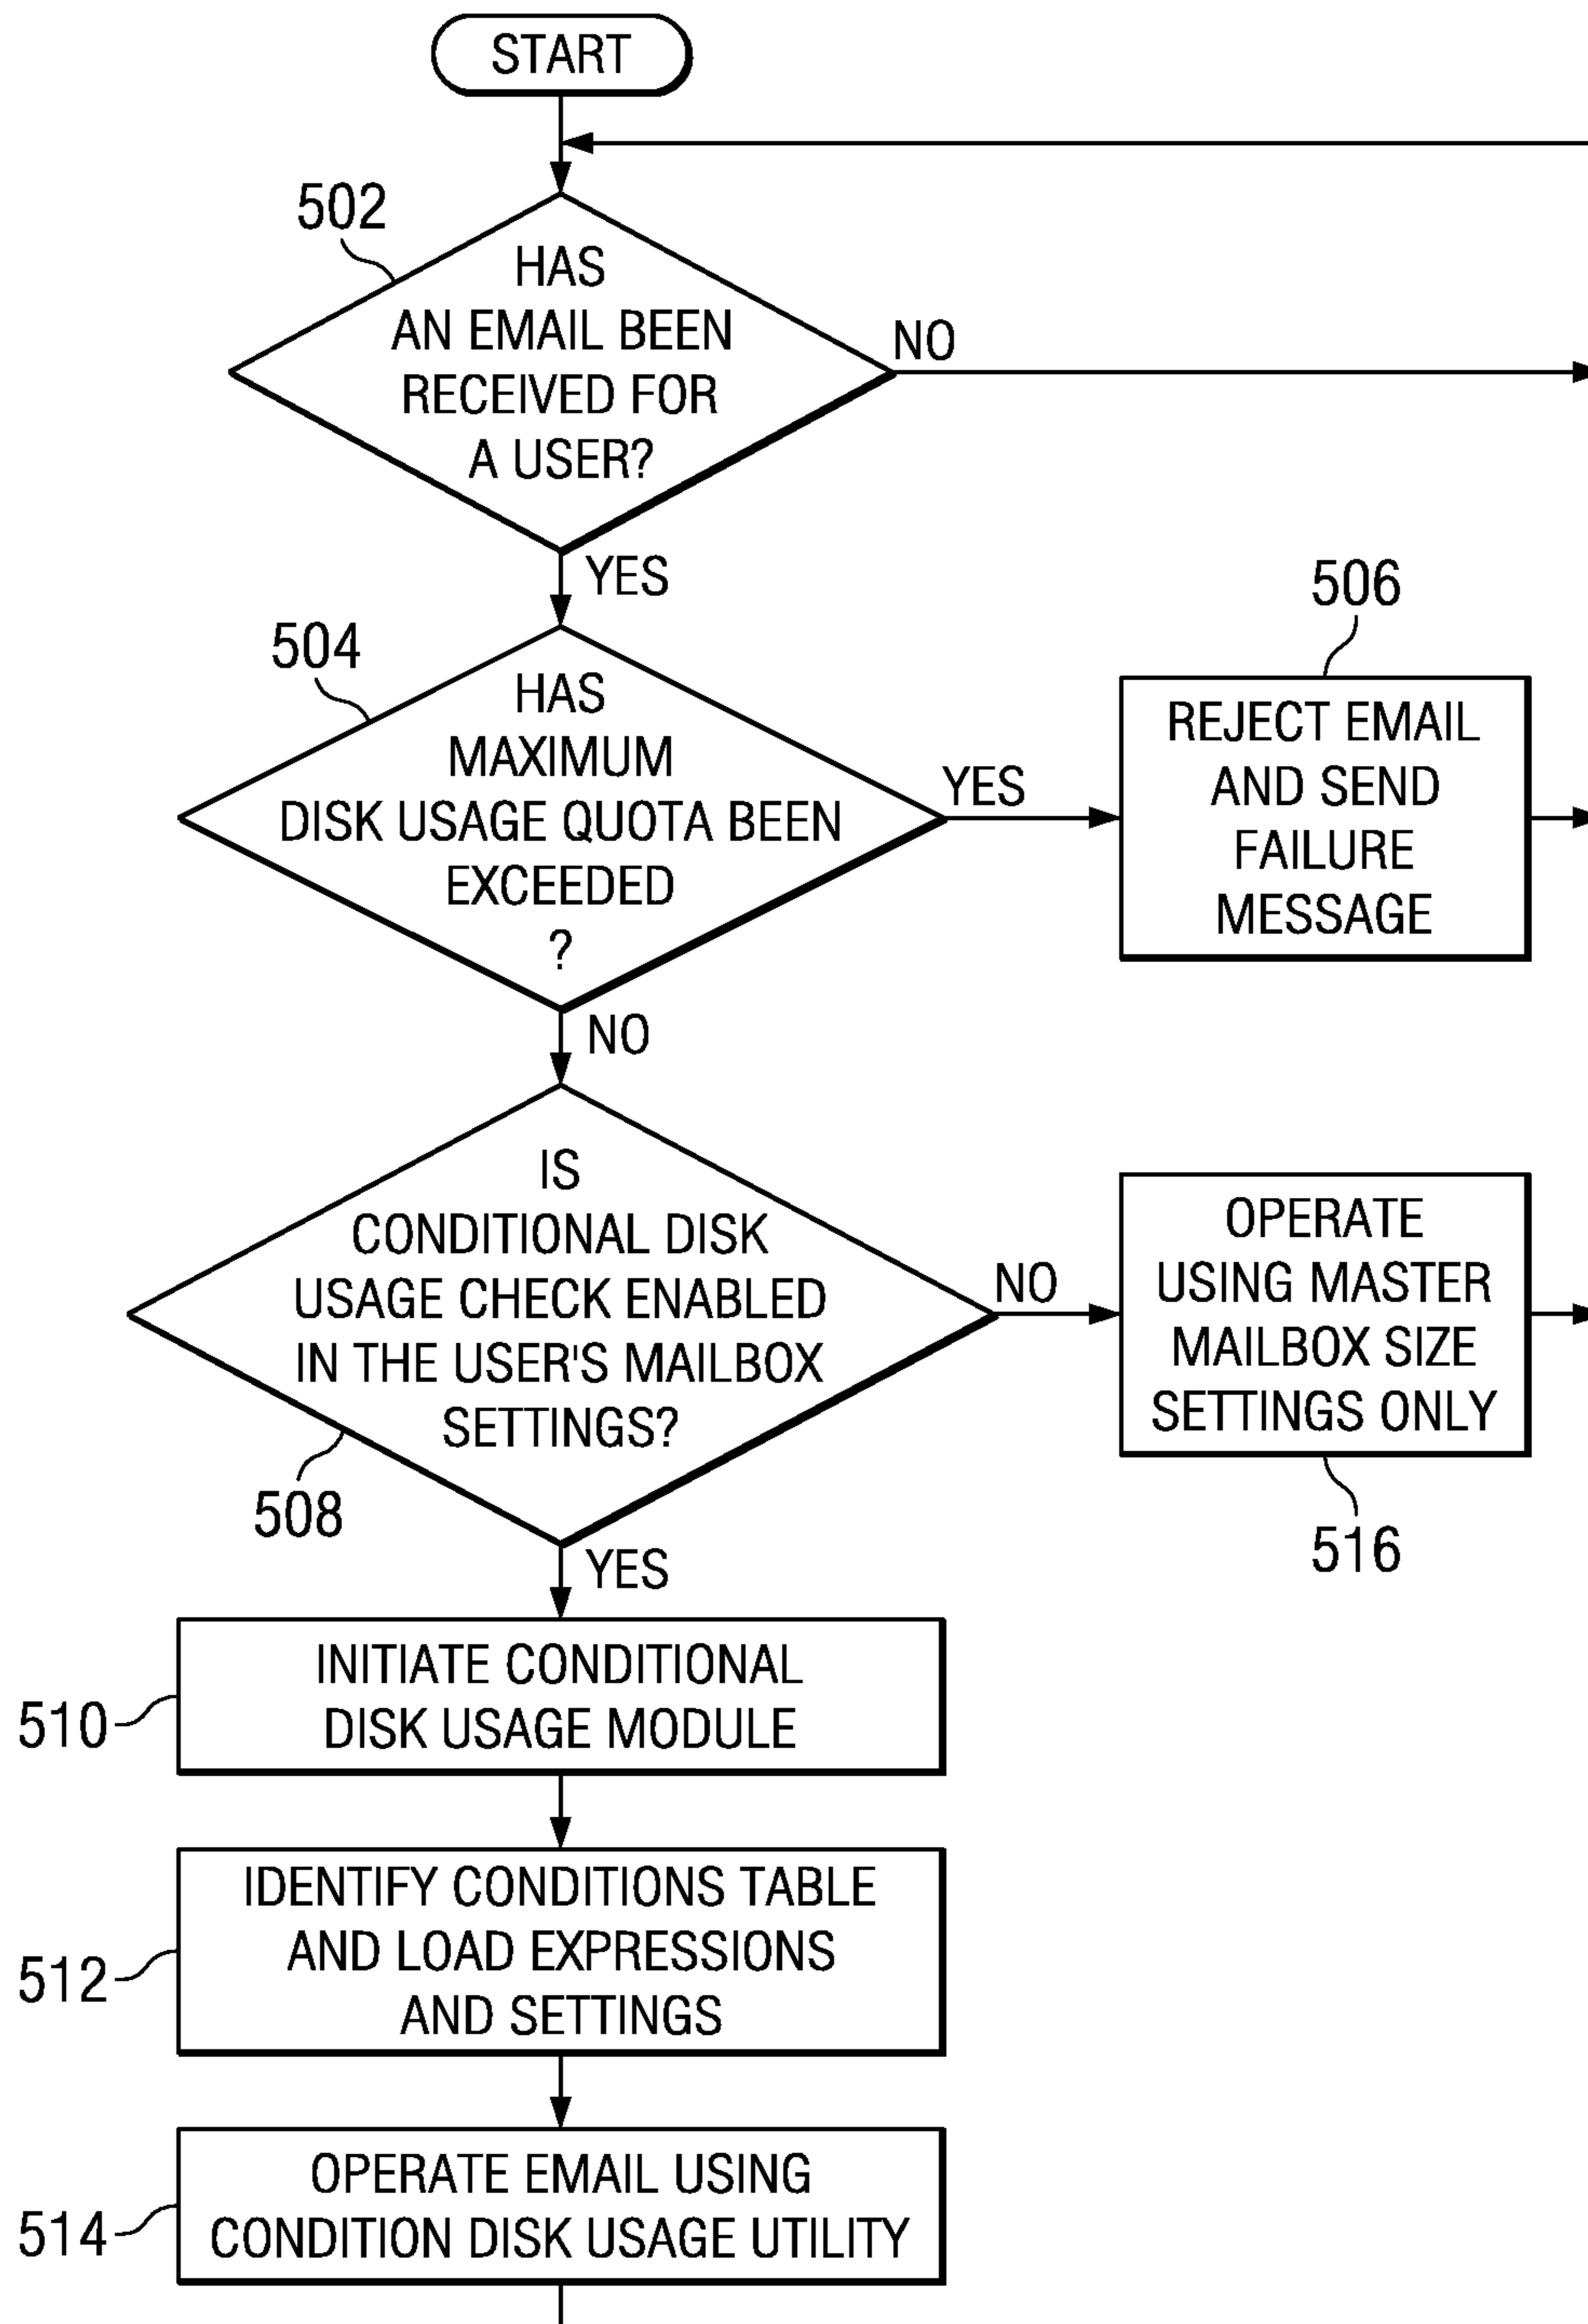 START
502
HAS
AN EMAIL BEEN
RECEIVED FOR
A USER?
NO
YES
504
HAS
MAXIMUM
DISK USAGE QUOTA BEEN
EXCEEDED
?
YES
506
REJECT EMAIL
AND SEND
FAILURE
MESSAGE
NO
IS
CONDITIONAL DISK
USAGE CHECK ENABLED
IN THE USER'S MAILBOX
SETTINGS?
508
NO
OPERATE
USING MASTER
MAILBOX SIZE
SETTINGS ONLY
516
YES
INITIATE CONDITIONAL
DISK USAGE MODULE
510
IDENTIFY CONDITIONS TABLE
AND LOAD EXPRESSIONS
AND SETTINGS
512
OPERATE EMAIL USING
CONDITION DISK USAGE UTILITY
514